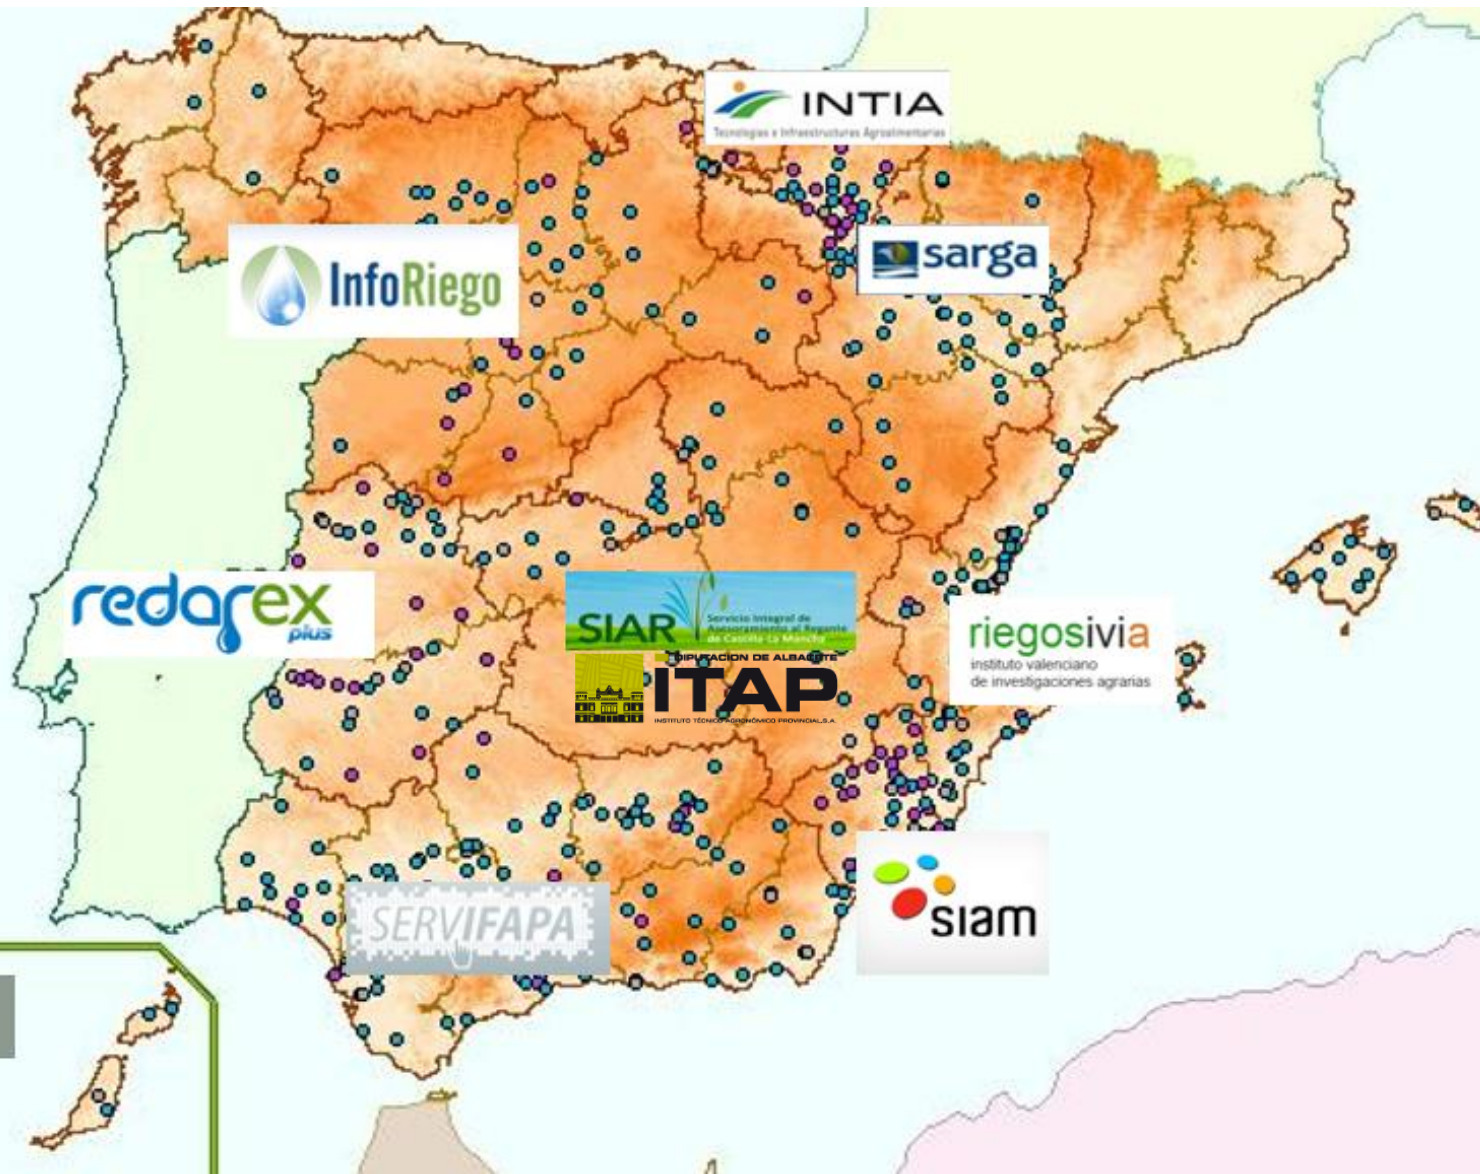 INTIA
Tecnologías e Infraestructuras Agroalimentarias
sarga
InfoRiego
redarex
plus
SIAR
Servicio Integral de
Asesoramiento al Regante
de Castilla-La Mancha
DIPUTACION DE ALBACETE
ITAP
INSTITUTO TÉCNICO AGRONÓMICO PROVINCIAL,S.A.
riegosivia
instituto valenciano
de investigaciones agrarias
SERVIFAPA
siam